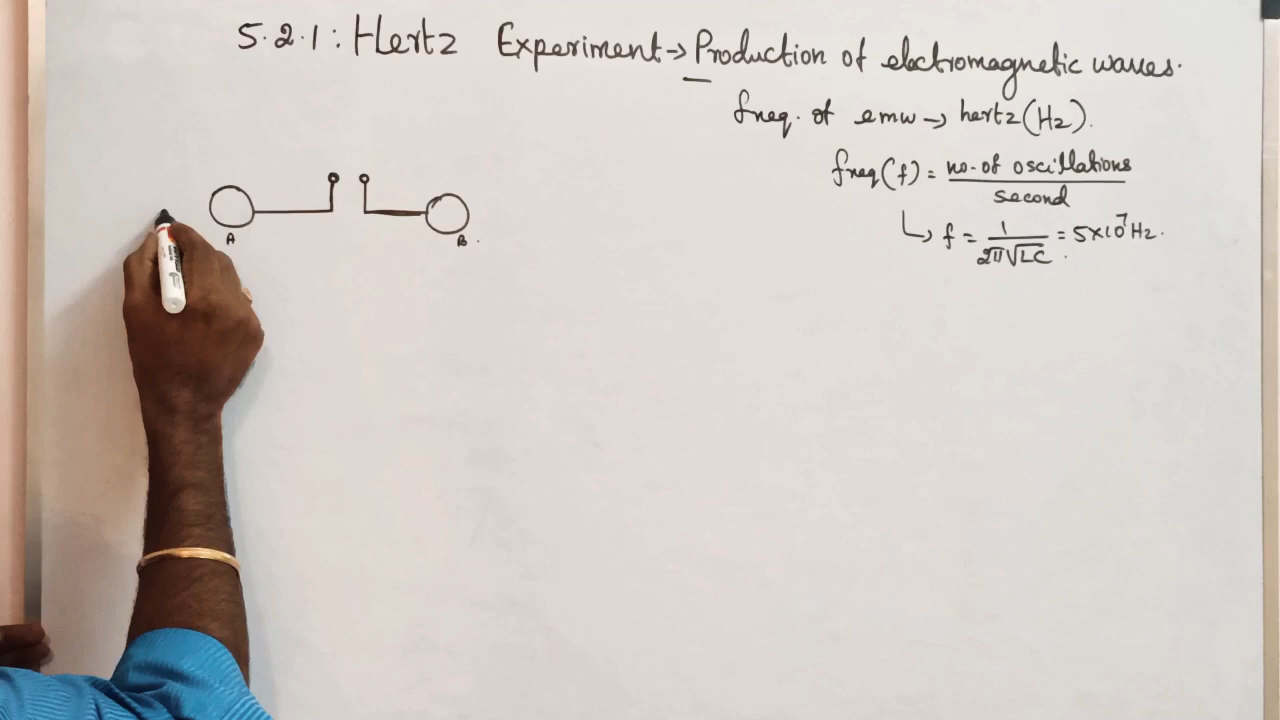 5.2.1: Hertz Experiment→ Production of electromagnetic waves.
freq. of emw → hertz (Hz).
freq (f) = no. of oscillations
second
↳ f = 1/2π√LC = 5×10⁷ Hz.
A
B.